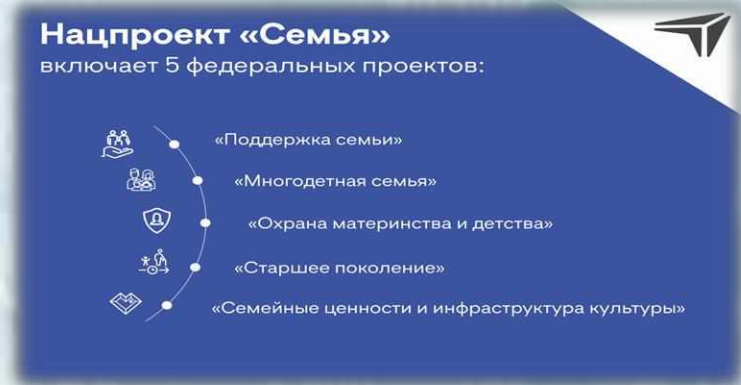 Нацпроект «Семья»
включает 5 федеральных проектов:
«Поддержка семьи»
«Многодетная семья»
«Охрана материнства и детства»
«Старшее поколение»
«Семейные ценности и инфраструктура культуры»